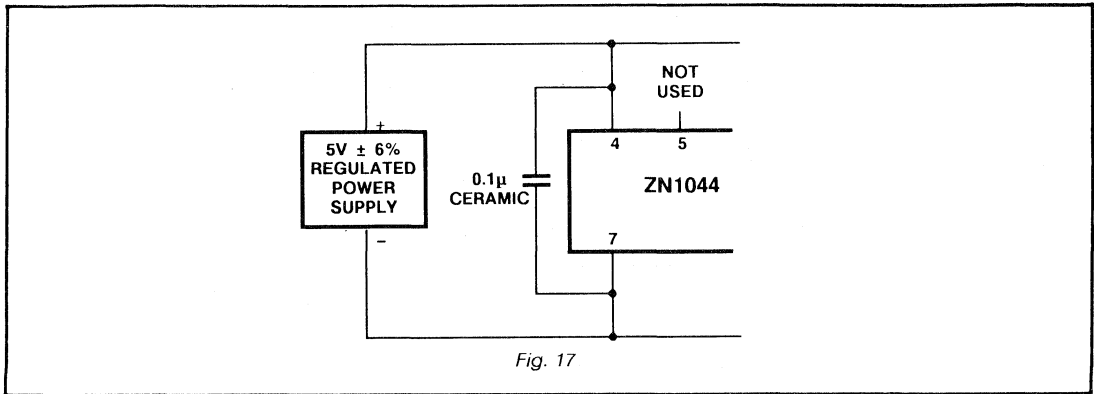 NOT
USED
+
5V ± 6%
REGULATED
POWER
SUPPLY
−
0.1μ
CERAMIC
4
5
ZN1044
7
Fig. 17